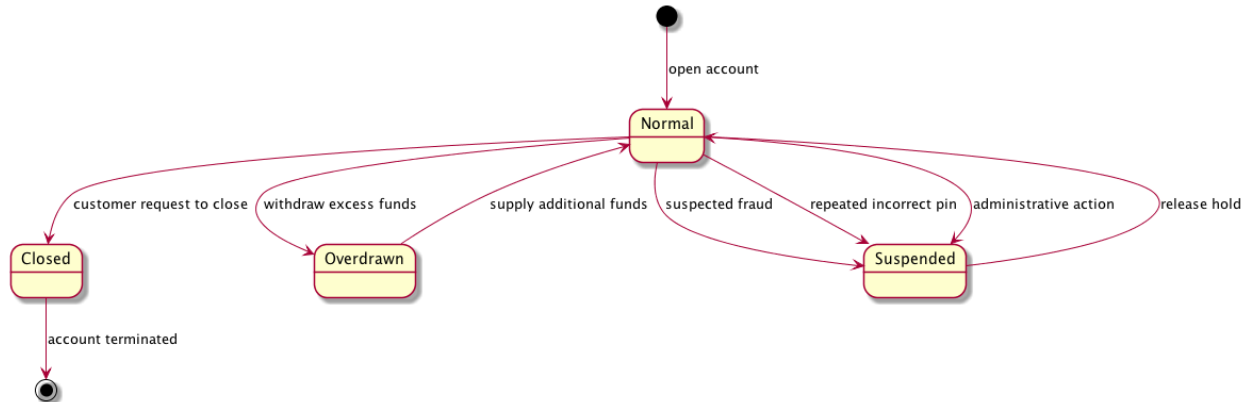 open account
Normal
customer request to close
withdraw excess funds
supply additional funds
suspected fraud
repeated incorrect pin
administrative action
release hold
Closed
Overdrawn
Suspended
account terminated